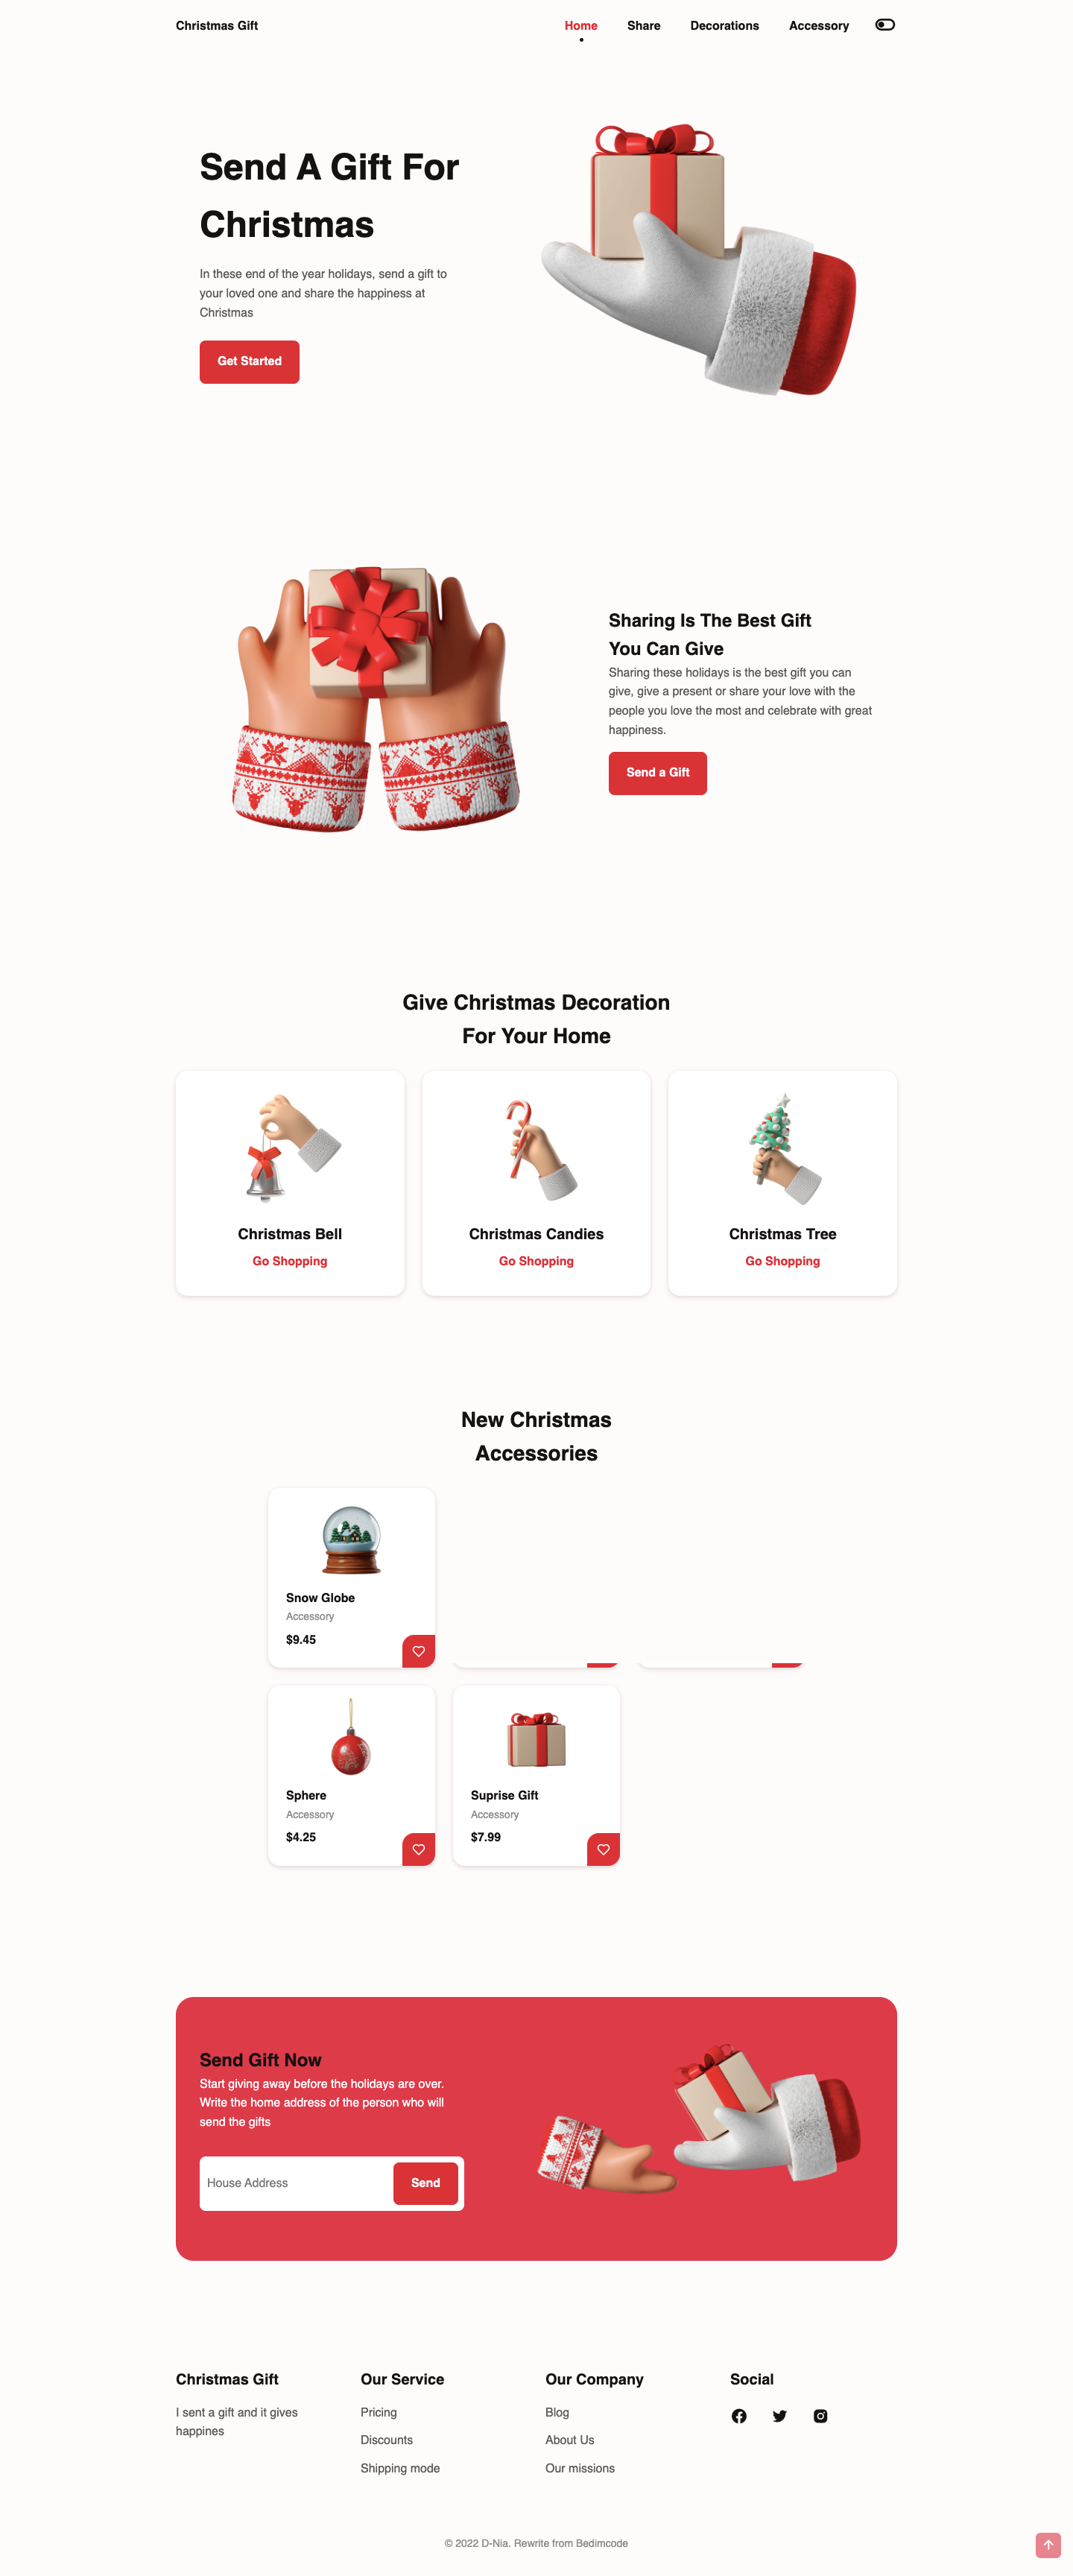 Christmas Gift
Home
Share
Decorations
Accessory
Send A Gift For
Christmas
In these end of the year holidays, send a gift to
your loved one and share the happiness at
Christmas
Get Started
Sharing Is The Best Gift
You Can Give
Sharing these holidays is the best gift you can
give, give a present or share your love with the
people you love the most and celebrate with great
happiness.
Send a Gift
Give Christmas Decoration
For Your Home
Christmas Bell
Go Shopping
Christmas Candies
Go Shopping
Christmas Tree
Go Shopping
New Christmas
Accessories
Snow Globe
Accessory
$9.45
Sphere
Accessory
$4.25
Suprise Gift
Accessory
$7.99
Send Gift Now
Start giving away before the holidays are over.
Write the home address of the person who will
send the gifts
House Address
Send
Christmas Gift
I sent a gift and it gives
happines
Our Service
Pricing
Discounts
Shipping mode
Our Company
Blog
About Us
Our missions
Social
© 2022 D-Nia. Rewrite from Bedimcode